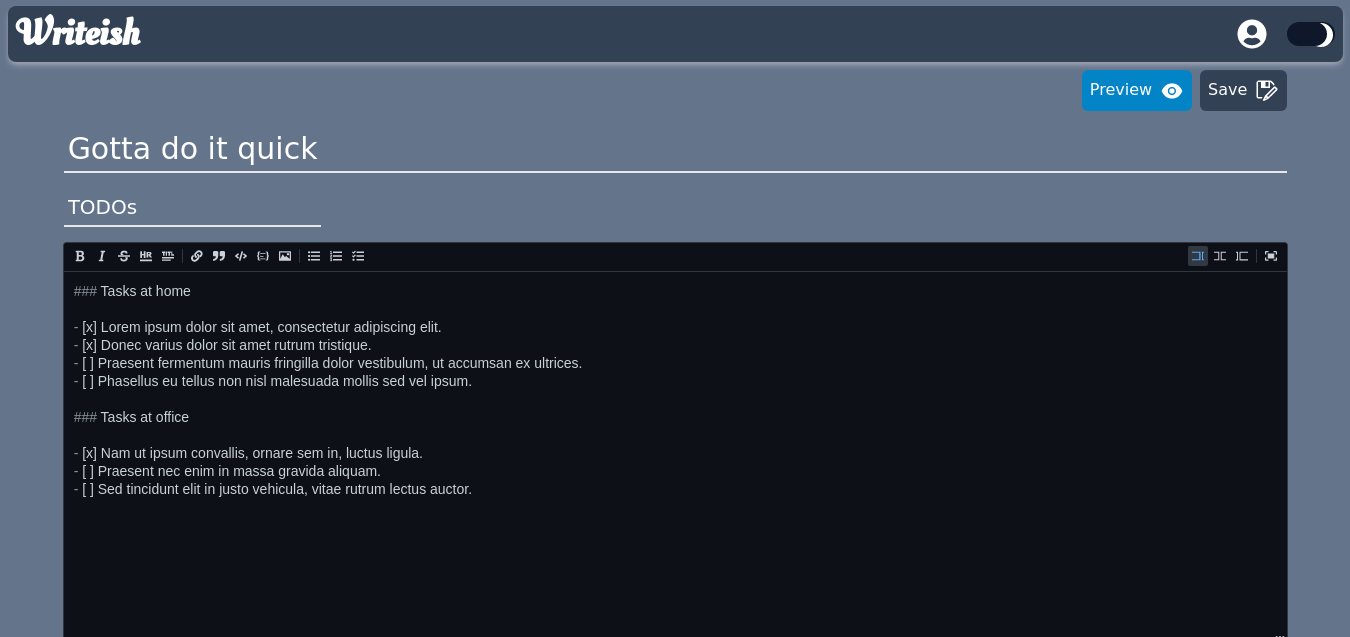 Writeish
Preview
Save
Gotta do it quick
TODOs
### Tasks at home
- [x] Lorem ipsum dolor sit amet, consectetur adipiscing elit.
- [x] Donec varius dolor sit amet rutrum tristique.
- [ ] Praesent fermentum mauris fringilla dolor vestibulum, ut accumsan ex ultrices.
- [ ] Phasellus eu tellus non nisl malesuada mollis sed vel ipsum.
### Tasks at office
- [x] Nam ut ipsum convallis, ornare sem in, luctus ligula.
- [ ] Praesent nec enim in massa gravida aliquam.
- [ ] Sed tincidunt elit in justo vehicula, vitae rutrum lectus auctor.